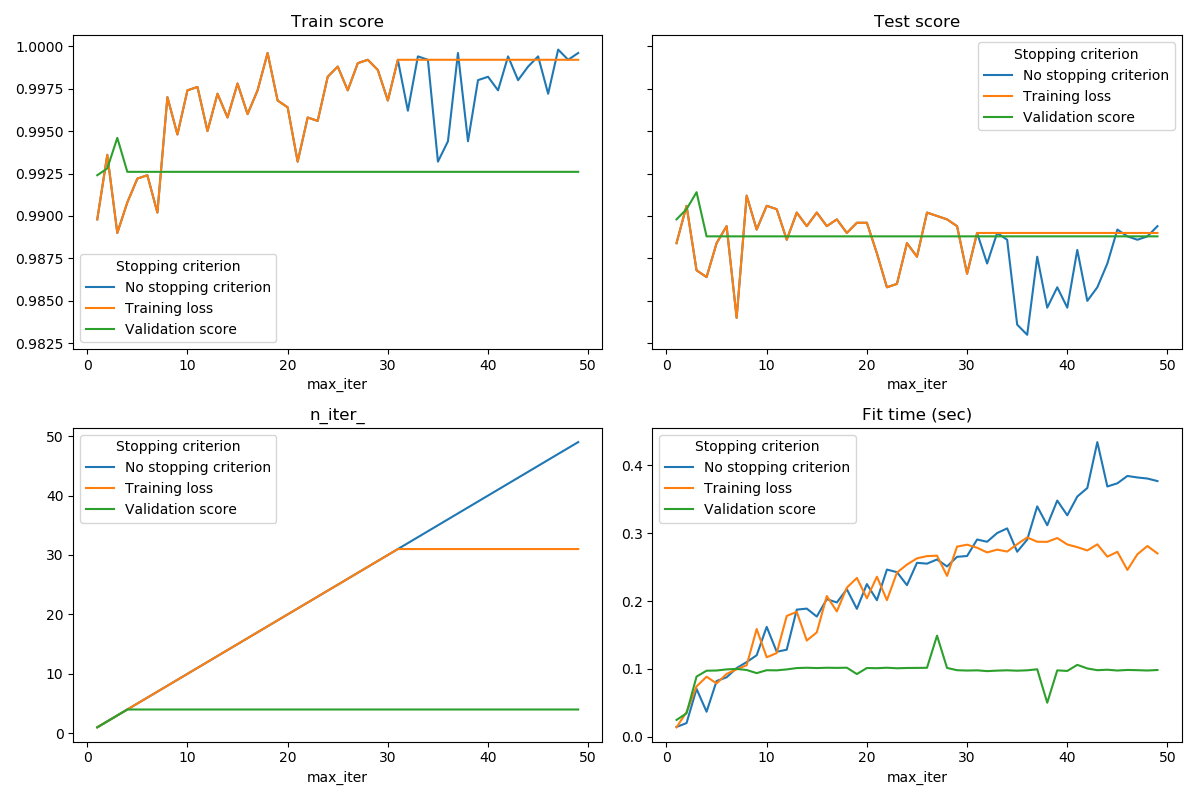 Train score
1.0000
0.9975
0.9950
0.9925
0.9900
0.9875
0.9850
0.9825
Stopping criterion
No stopping criterion
Training loss
Validation score
0 10 20 30 40 50
max_iter
Test score
Stopping criterion
No stopping criterion
Training loss
Validation score
0 10 20 30 40 50
max_iter
n_iter_
50
40
30
20
10
0
Stopping criterion
No stopping criterion
Training loss
Validation score
0 10 20 30 40 50
max_iter
Fit time (sec)
0.4
0.3
0.2
0.1
0.0
Stopping criterion
No stopping criterion
Training loss
Validation score
0 10 20 30 40 50
max_iter